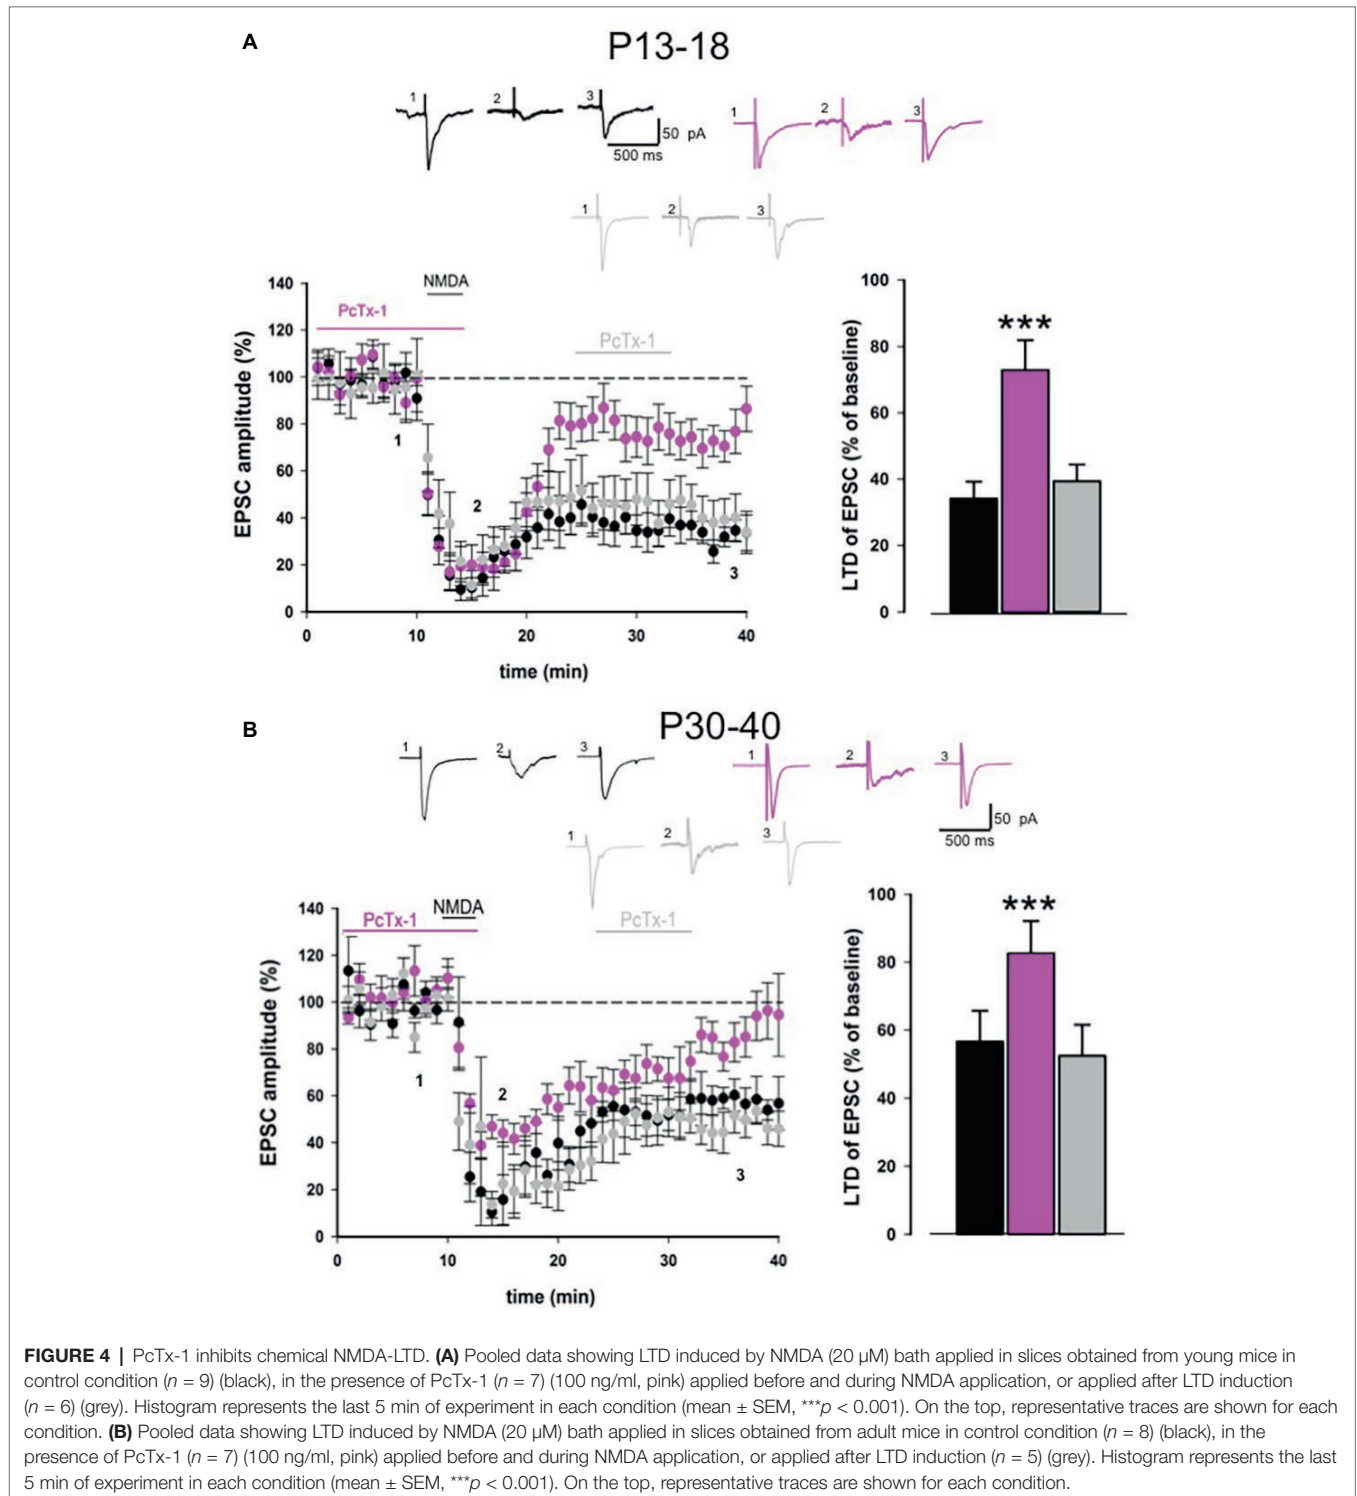 A
P13-18
1
2
3
50 pA
500 ms
1
2
3
1
2
3
EPSC amplitude (%)
140
120
100
80
60
40
20
0
PcTx-1
NMDA
PcTx-1
1
2
3
0
10
20
30
40
time (min)
LTD of EPSC (% of baseline)
100
80
60
40
20
0
***
B
P30-40
1
2
3
1
2
3
50 pA
500 ms
1
2
3
EPSC amplitude (%)
140
120
100
80
60
40
20
0
PcTx-1
NMDA
PcTx-1
1
2
3
0
10
20
30
40
time (min)
LTD of EPSC (% of baseline)
100
80
60
40
20
0
***
FIGURE 4 | PcTx-1 inhibits chemical NMDA-LTD. (A) Pooled data showing LTD induced by NMDA (20 μM) bath applied in slices obtained from young mice in
control condition (n = 9) (black), in the presence of PcTx-1 (n = 7) (100 ng/ml, pink) applied before and during NMDA application, or applied after LTD induction
(n = 6) (grey). Histogram represents the last 5 min of experiment in each condition (mean ± SEM, ***p < 0.001). On the top, representative traces are shown for each
condition. (B) Pooled data showing LTD induced by NMDA (20 μM) bath applied in slices obtained from adult mice in control condition (n = 8) (black), in the
presence of PcTx-1 (n = 7) (100 ng/ml, pink) applied before and during NMDA application, or applied after LTD induction (n = 5) (grey). Histogram represents the last
5 min of experiment in each condition (mean ± SEM, ***p < 0.001). On the top, representative traces are shown for each condition.